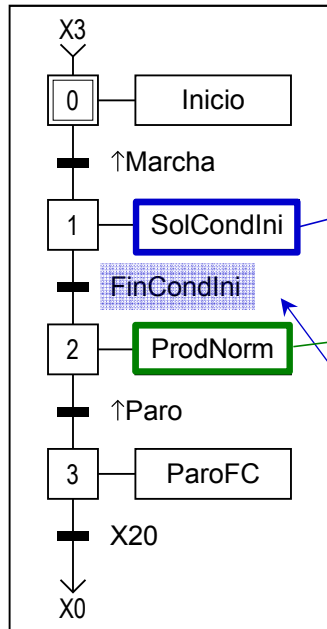 X3
0 Inicio
↑Marcha
1 SolCondIni
FinCondIni
2 ProdNorm
↑Paro
3 ParoFC
X20
X0